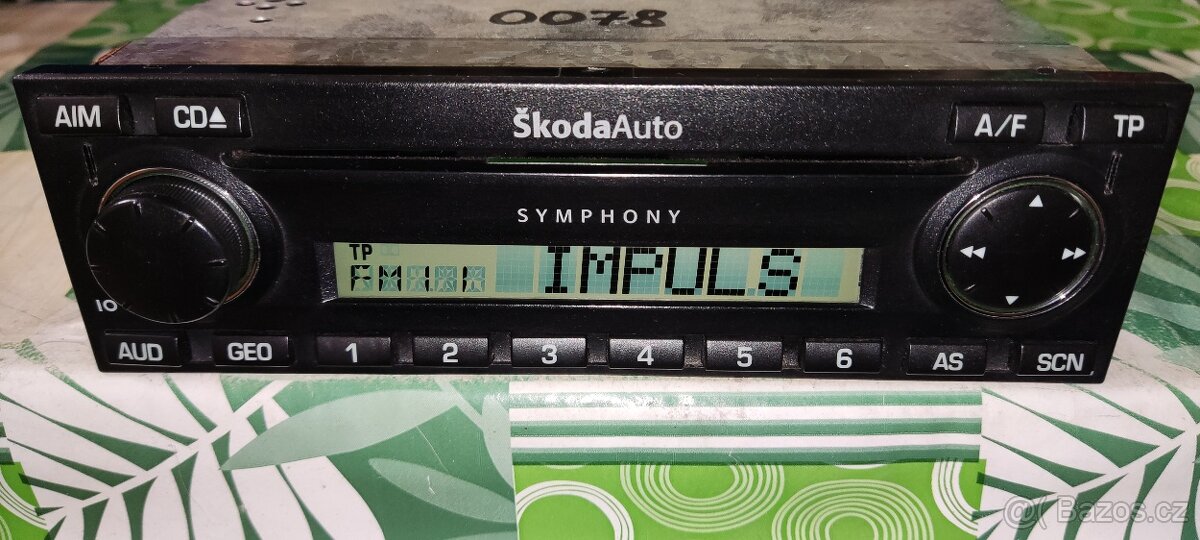 0078
AIM CD ŠkodaAuto A/F TP
SYMPHONY
TP
IMPULS
IO
AUD GEO 1 2 3 4 5 6 AS SCN
@( Bazos.cz